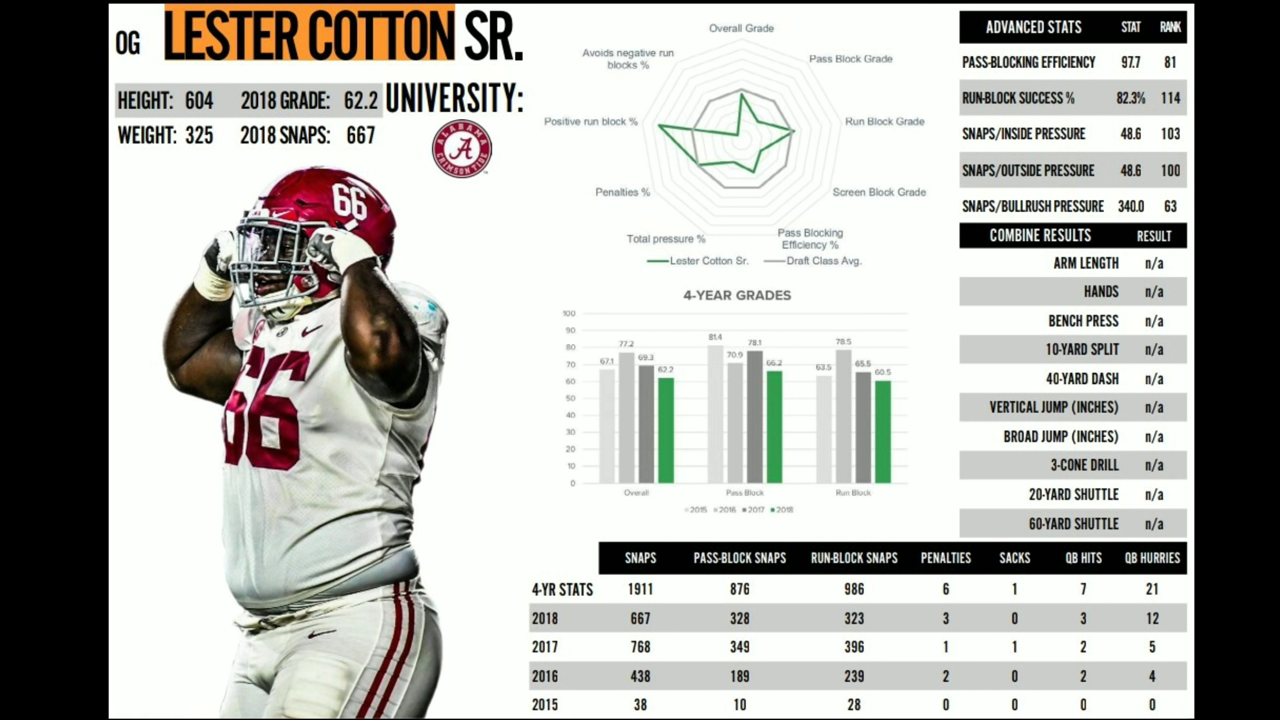 OG LESTER COTTON SR.
HEIGHT: 604 2018 GRADE: 62.2 UNIVERSITY:
WEIGHT: 325 2018 SNAPS: 667
ALABAMA
A
CRIMSON TIDE
66
66
Overall Grade
Pass Block Grade
Run Block Grade
Screen Block Grade
Pass Blocking
Efficiency %
Total pressure %
Penalties %
Positive run block %
Avoids negative run
blocks %
Lester Cotton Sr. Draft Class Avg.
4-YEAR GRADES
100
90
80
70
60
50
40
30
20
10
0
67.1 77.2 69.3 62.2
81.4 70.9 78.1 66.2
63.5 78.5 65.5 60.5
Overall Pass Block Run Block
2015 2016 2017 2018
ADVANCED STATS STAT RANK
PASS-BLOCKING EFFICIENCY 97.7 81
RUN-BLOCK SUCCESS % 82.3% 114
SNAPS/INSIDE PRESSURE 48.6 103
SNAPS/OUTSIDE PRESSURE 48.6 100
SNAPS/BULLRUSH PRESSURE 340.0 63
COMBINE RESULTS RESULT
ARM LENGTH n/a
HANDS n/a
BENCH PRESS n/a
10-YARD SPLIT n/a
40-YARD DASH n/a
VERTICAL JUMP (INCHES) n/a
BROAD JUMP (INCHES) n/a
3-CONE DRILL n/a
20-YARD SHUTTLE n/a
60-YARD SHUTTLE n/a
SNAPS PASS-BLOCK SNAPS RUN-BLOCK SNAPS PENALTIES SACKS QB HITS QB HURRIES
4-YR STATS 1911 876 986 6 1 7 21
2018 667 328 323 3 0 3 12
2017 768 349 396 1 1 2 5
2016 438 189 239 2 0 2 4
2015 38 10 28 0 0 0 0